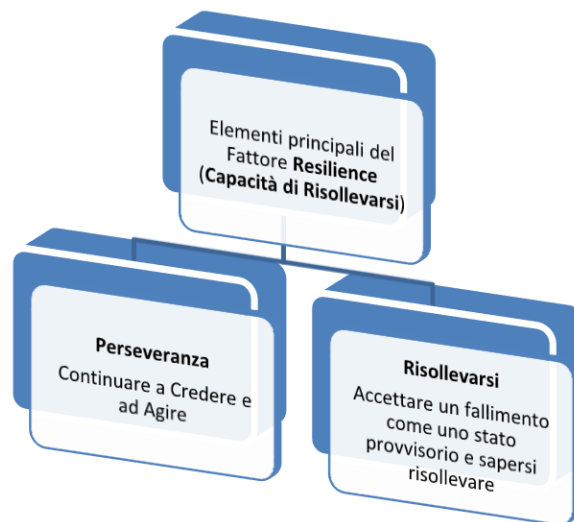 Elementi principali del
Fattore Resilience
(Capacità di Risollevarsi)
Perseveranza
Continuare a Credere e
ad Agire
Risollevarsi
Accettare un fallimento
come uno stato
provvisorio e sapersi
risollevare